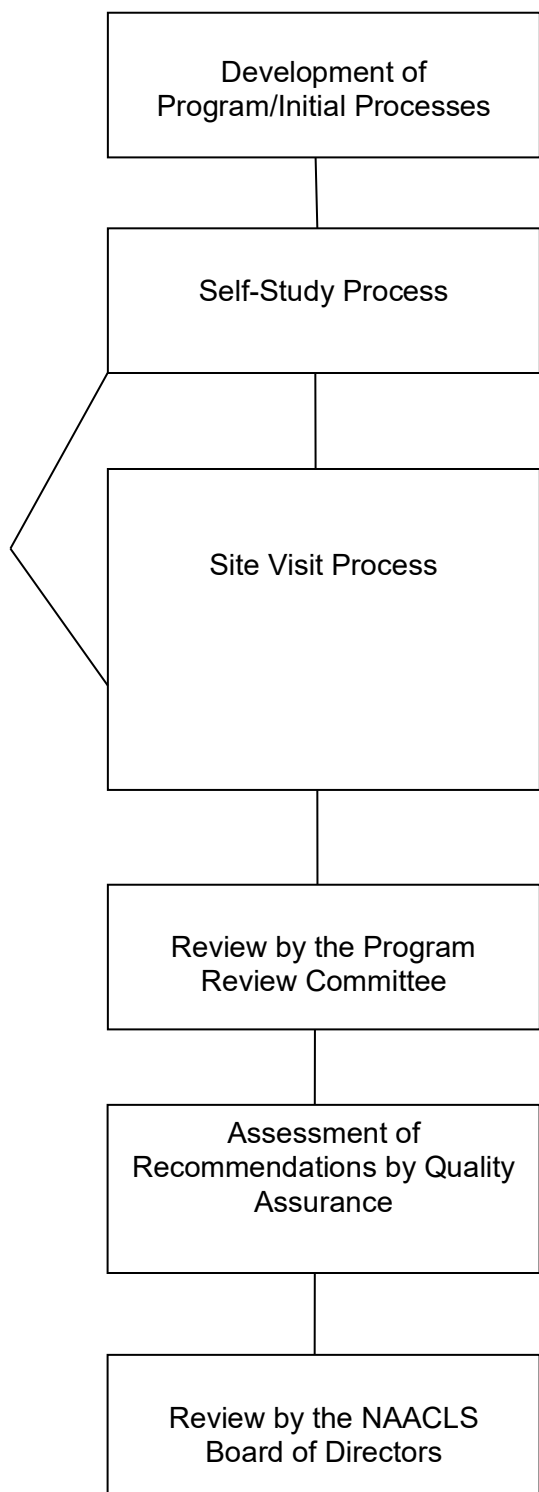 Development of
Program/Initial Processes
Self-Study Process
Site Visit Process
Review by the Program
Review Committee
Assessment of
Recommendations by Quality
Assurance
Review by the NAACLS
Board of Directors